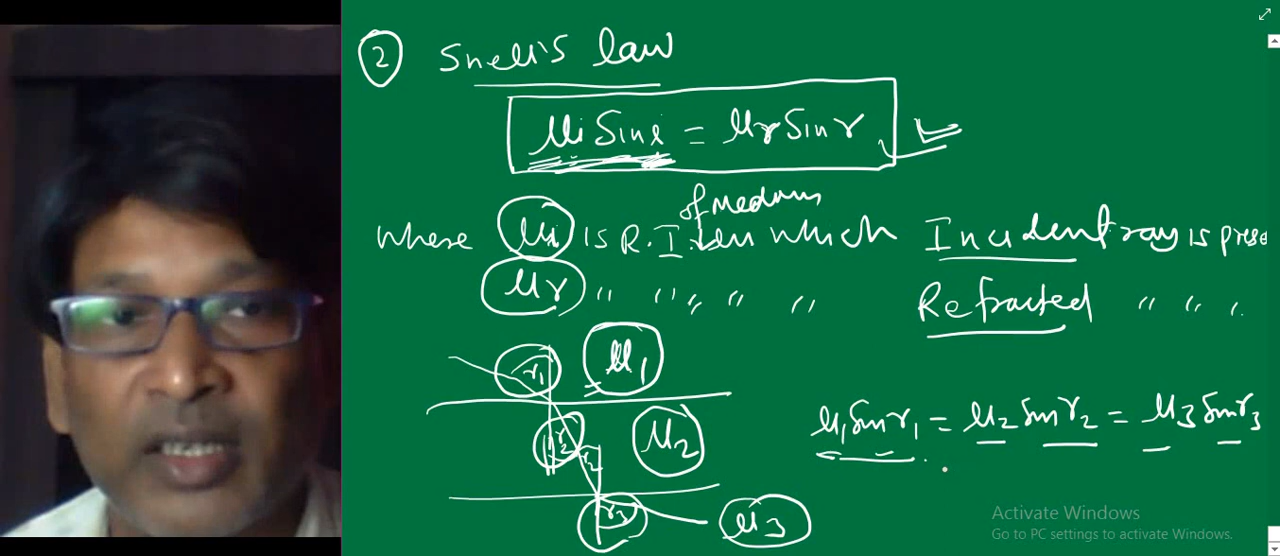 2 Snell's law
μi Sin i = μr Sin r
of Medium
Where μi is R.I. in which Incident ray is prese
μr " " " " " Refracted " " "
r1 μ1
r2 r2 μ2
μ1 Sin r1 = μ2 Sin r2 = μ3 Sin r3
r3 μ3
Activate Windows
Go to PC settings to activate Windows.